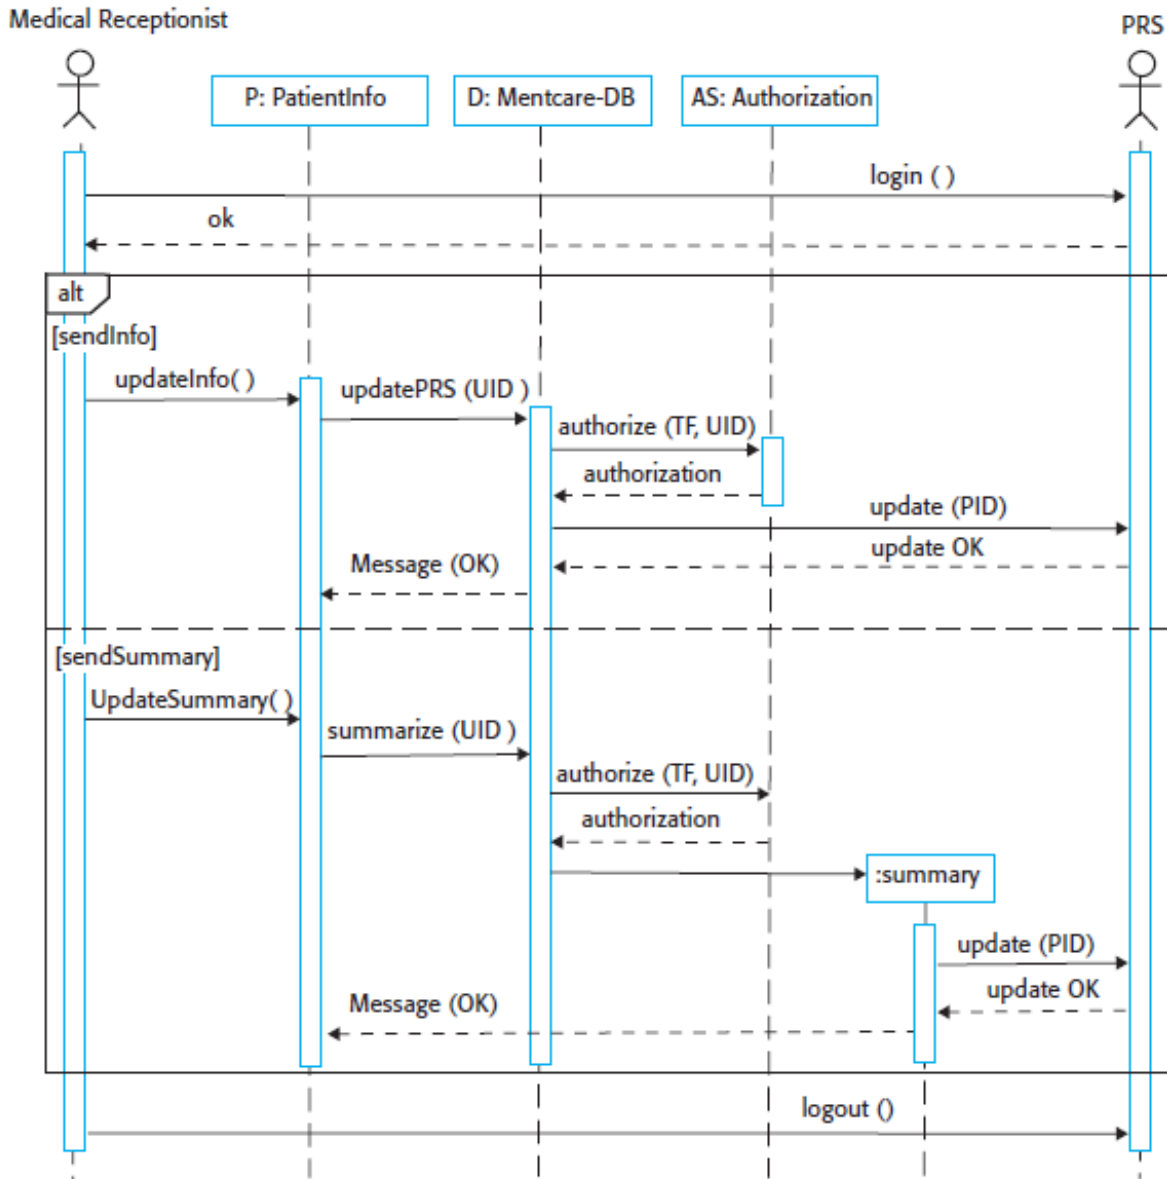 Medical Receptionist
PRS
P: PatientInfo
D: Mentcare-DB
AS: Authorization
login ( )
ok
alt
[sendInfo]
updateInfo( )
updatePRS (UID )
authorize (TF, UID)
authorization
update (PID)
update OK
Message (OK)
[sendSummary]
UpdateSummary( )
summarize (UID )
authorize (TF, UID)
authorization
:summary
update (PID)
update OK
Message (OK)
logout ()